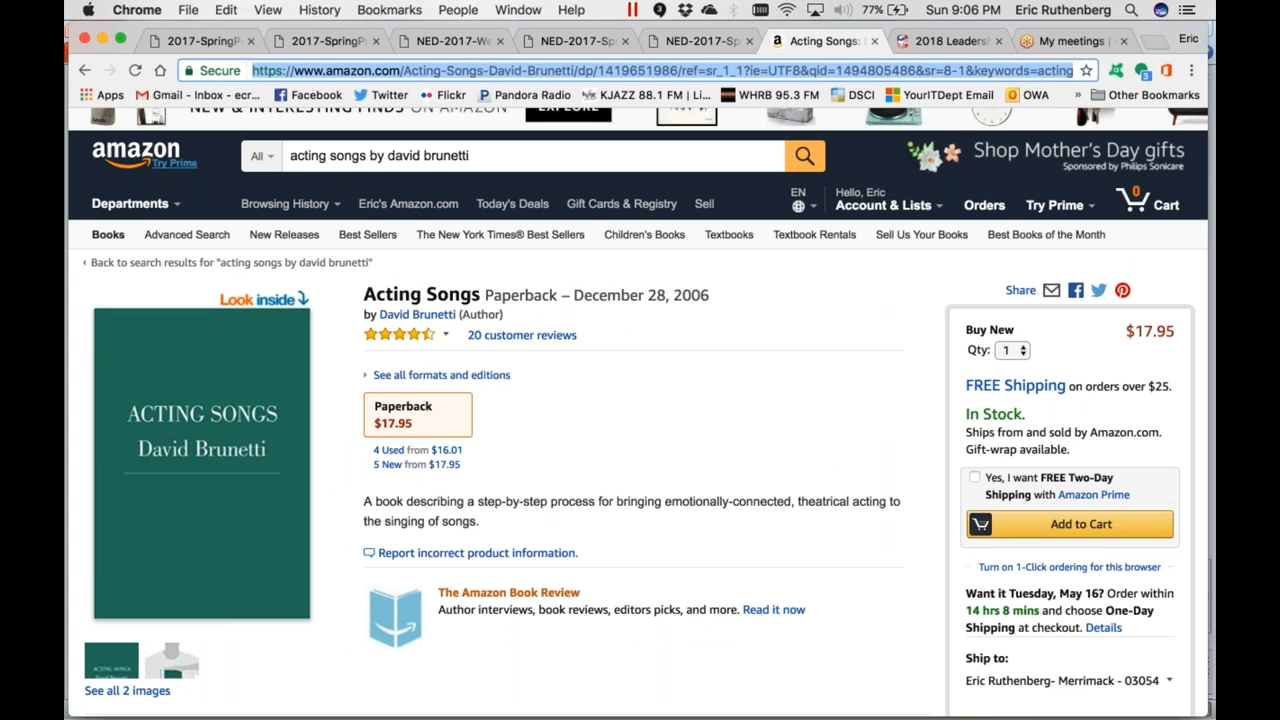 Chrome File Edit View History Bookmarks People Window Help 77% Sun 9:06 PM Eric Ruthenberg
2017-SpringP 2017-SpringP NED-2017-We NED-2017-Sp NED-2017-Sp Acting Songs: 2018 Leadersh My meetings | Eric
Secure https://www.amazon.com/Acting-Songs-David-Brunetti/dp/1419651986/ref=sr_1_1?ie=UTF8&qid=1494805486&sr=8-1&keywords=acting 3
Apps Gmail - Inbox - ecr... Facebook Twitter Flickr Pandora Radio KJAZZ 88.1 FM | Li... WHRB 95.3 FM DSCI YourITDept Email OWA » Other Bookmarks
NEW & INTERESTING FINDS ON AMAZON EXPLORE
amazon
Try Prime
All acting songs by david brunetti
Shop Mother's Day gifts
Sponsored by Philips Sonicare
Departments Browsing History Eric's Amazon.com Today's Deals Gift Cards & Registry Sell EN Hello, Eric
Account & Lists Orders Try Prime 0 Cart
Books Advanced Search New Releases Best Sellers The New York Times® Best Sellers Children's Books Textbooks Textbook Rentals Sell Us Your Books Best Books of the Month
‹ Back to search results for "acting songs by david brunetti"
Look inside
ACTING SONGS
David Brunetti
ACTING SONGS
David Brunetti
See all 2 images
Acting Songs Paperback – December 28, 2006
by David Brunetti (Author)
20 customer reviews
See all formats and editions
Paperback
$17.95
4 Used from $16.01
5 New from $17.95
A book describing a step-by-step process for bringing emotionally-connected, theatrical acting to
the singing of songs.
Report incorrect product information.
The Amazon Book Review
Author interviews, book reviews, editors picks, and more. Read it now
Share
Buy New $17.95
Qty: 1
FREE Shipping on orders over $25.
In Stock.
Ships from and sold by Amazon.com.
Gift-wrap available.
Yes, I want FREE Two-Day
Shipping with Amazon Prime
Add to Cart
Turn on 1-Click ordering for this browser
Want it Tuesday, May 16? Order within
14 hrs 8 mins and choose One-Day
Shipping at checkout. Details
Ship to:
Eric Ruthenberg- Merrimack - 03054